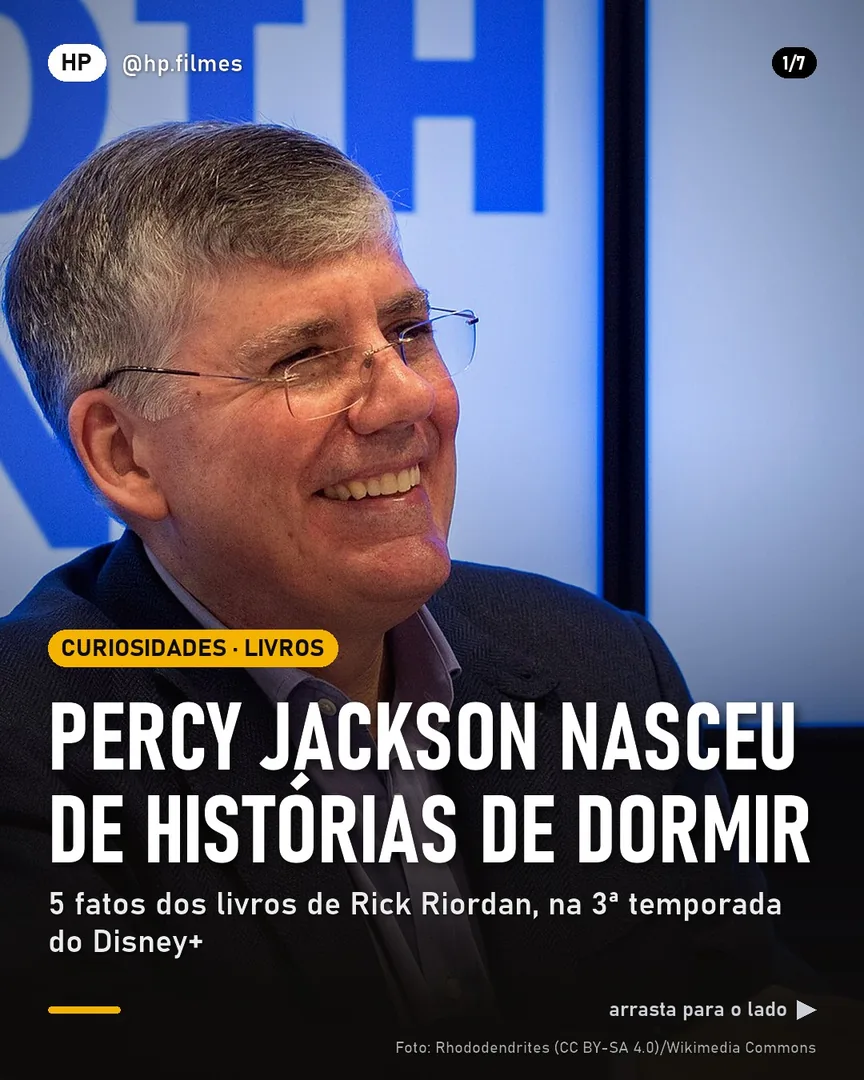 HP @hp.filmes
1/7
CURIOSIDADES · LIVROS
PERCY JACKSON NASCEU
DE HISTÓRIAS DE DORMIR
5 fatos dos livros de Rick Riordan, na 3ª temporada
do Disney+
arrasta para o lado ▶
Foto: Rhododendrites (CC BY-SA 4.0)/Wikimedia Commons